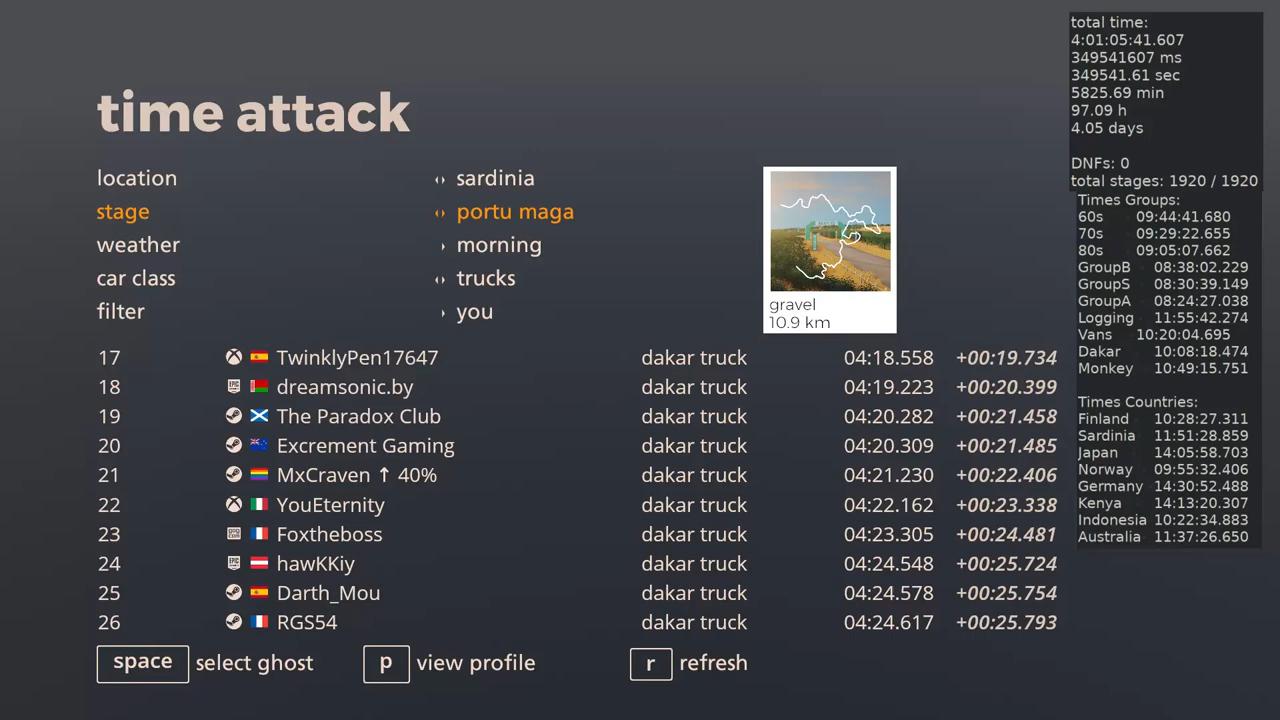 time attack
location sardinia
stage portu maga
weather morning
car class trucks
filter you
gravel
10.9 km
17 TwinklyPen17647 dakar truck 04:18.558 +00:19.734
18 dreamsonic.by dakar truck 04:19.223 +00:20.399
19 The Paradox Club dakar truck 04:20.282 +00:21.458
20 Excrement Gaming dakar truck 04:20.309 +00:21.485
21 MxCraven ↑ 40% dakar truck 04:21.230 +00:22.406
22 YouEternity dakar truck 04:22.162 +00:23.338
23 Foxtheboss dakar truck 04:23.305 +00:24.481
24 hawKKiy dakar truck 04:24.548 +00:25.724
25 Darth_Mou dakar truck 04:24.578 +00:25.754
26 RGS54 dakar truck 04:24.617 +00:25.793
space select ghost p view profile r refresh
total time:
4:01:05:41.607
349541607 ms
349541.61 sec
5825.69 min
97.09 h
4.05 days
DNFs: 0
total stages: 1920 / 1920
Times Groups:
60s 09:44:41.680
70s 09:29:22.655
80s 09:05:07.662
GroupB 08:38:02.229
GroupS 08:30:39.149
GroupA 08:24:27.038
Logging 11:55:42.274
Vans 10:20:04.695
Dakar 10:08:18.474
Monkey 10:49:15.751
Times Countries:
Finland 10:28:27.311
Sardinia 11:51:28.859
Japan 14:05:58.703
Norway 09:55:32.406
Germany 14:30:52.488
Kenya 14:13:20.307
Indonesia 10:22:34.883
Australia 11:37:26.650